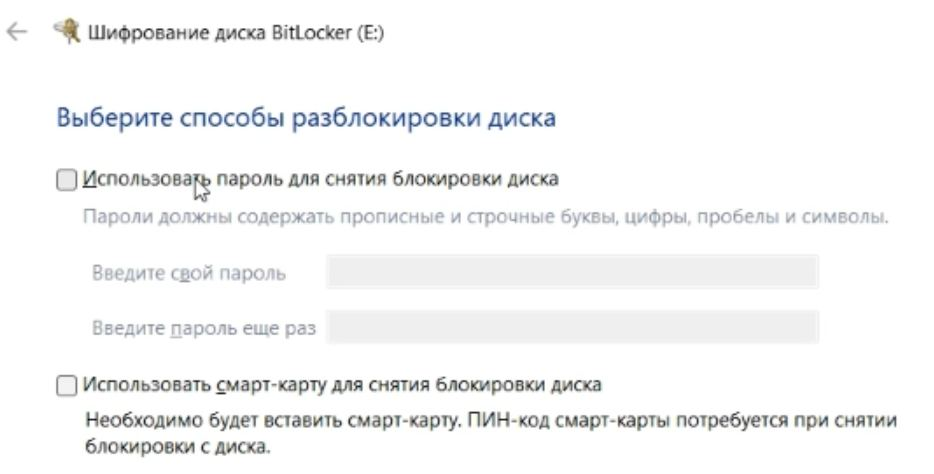 Шифрование диска BitLocker (E:)
Выберите способы разблокировки диска
Использовать пароль для снятия блокировки диска
Пароли должны содержать прописные и строчные буквы, цифры, пробелы и символы.
Введите свой пароль
Введите пароль еще раз
Использовать смарт-карту для снятия блокировки диска
Необходимо будет вставить смарт-карту. ПИН-код смарт-карты потребуется при снятии
блокировки с диска.